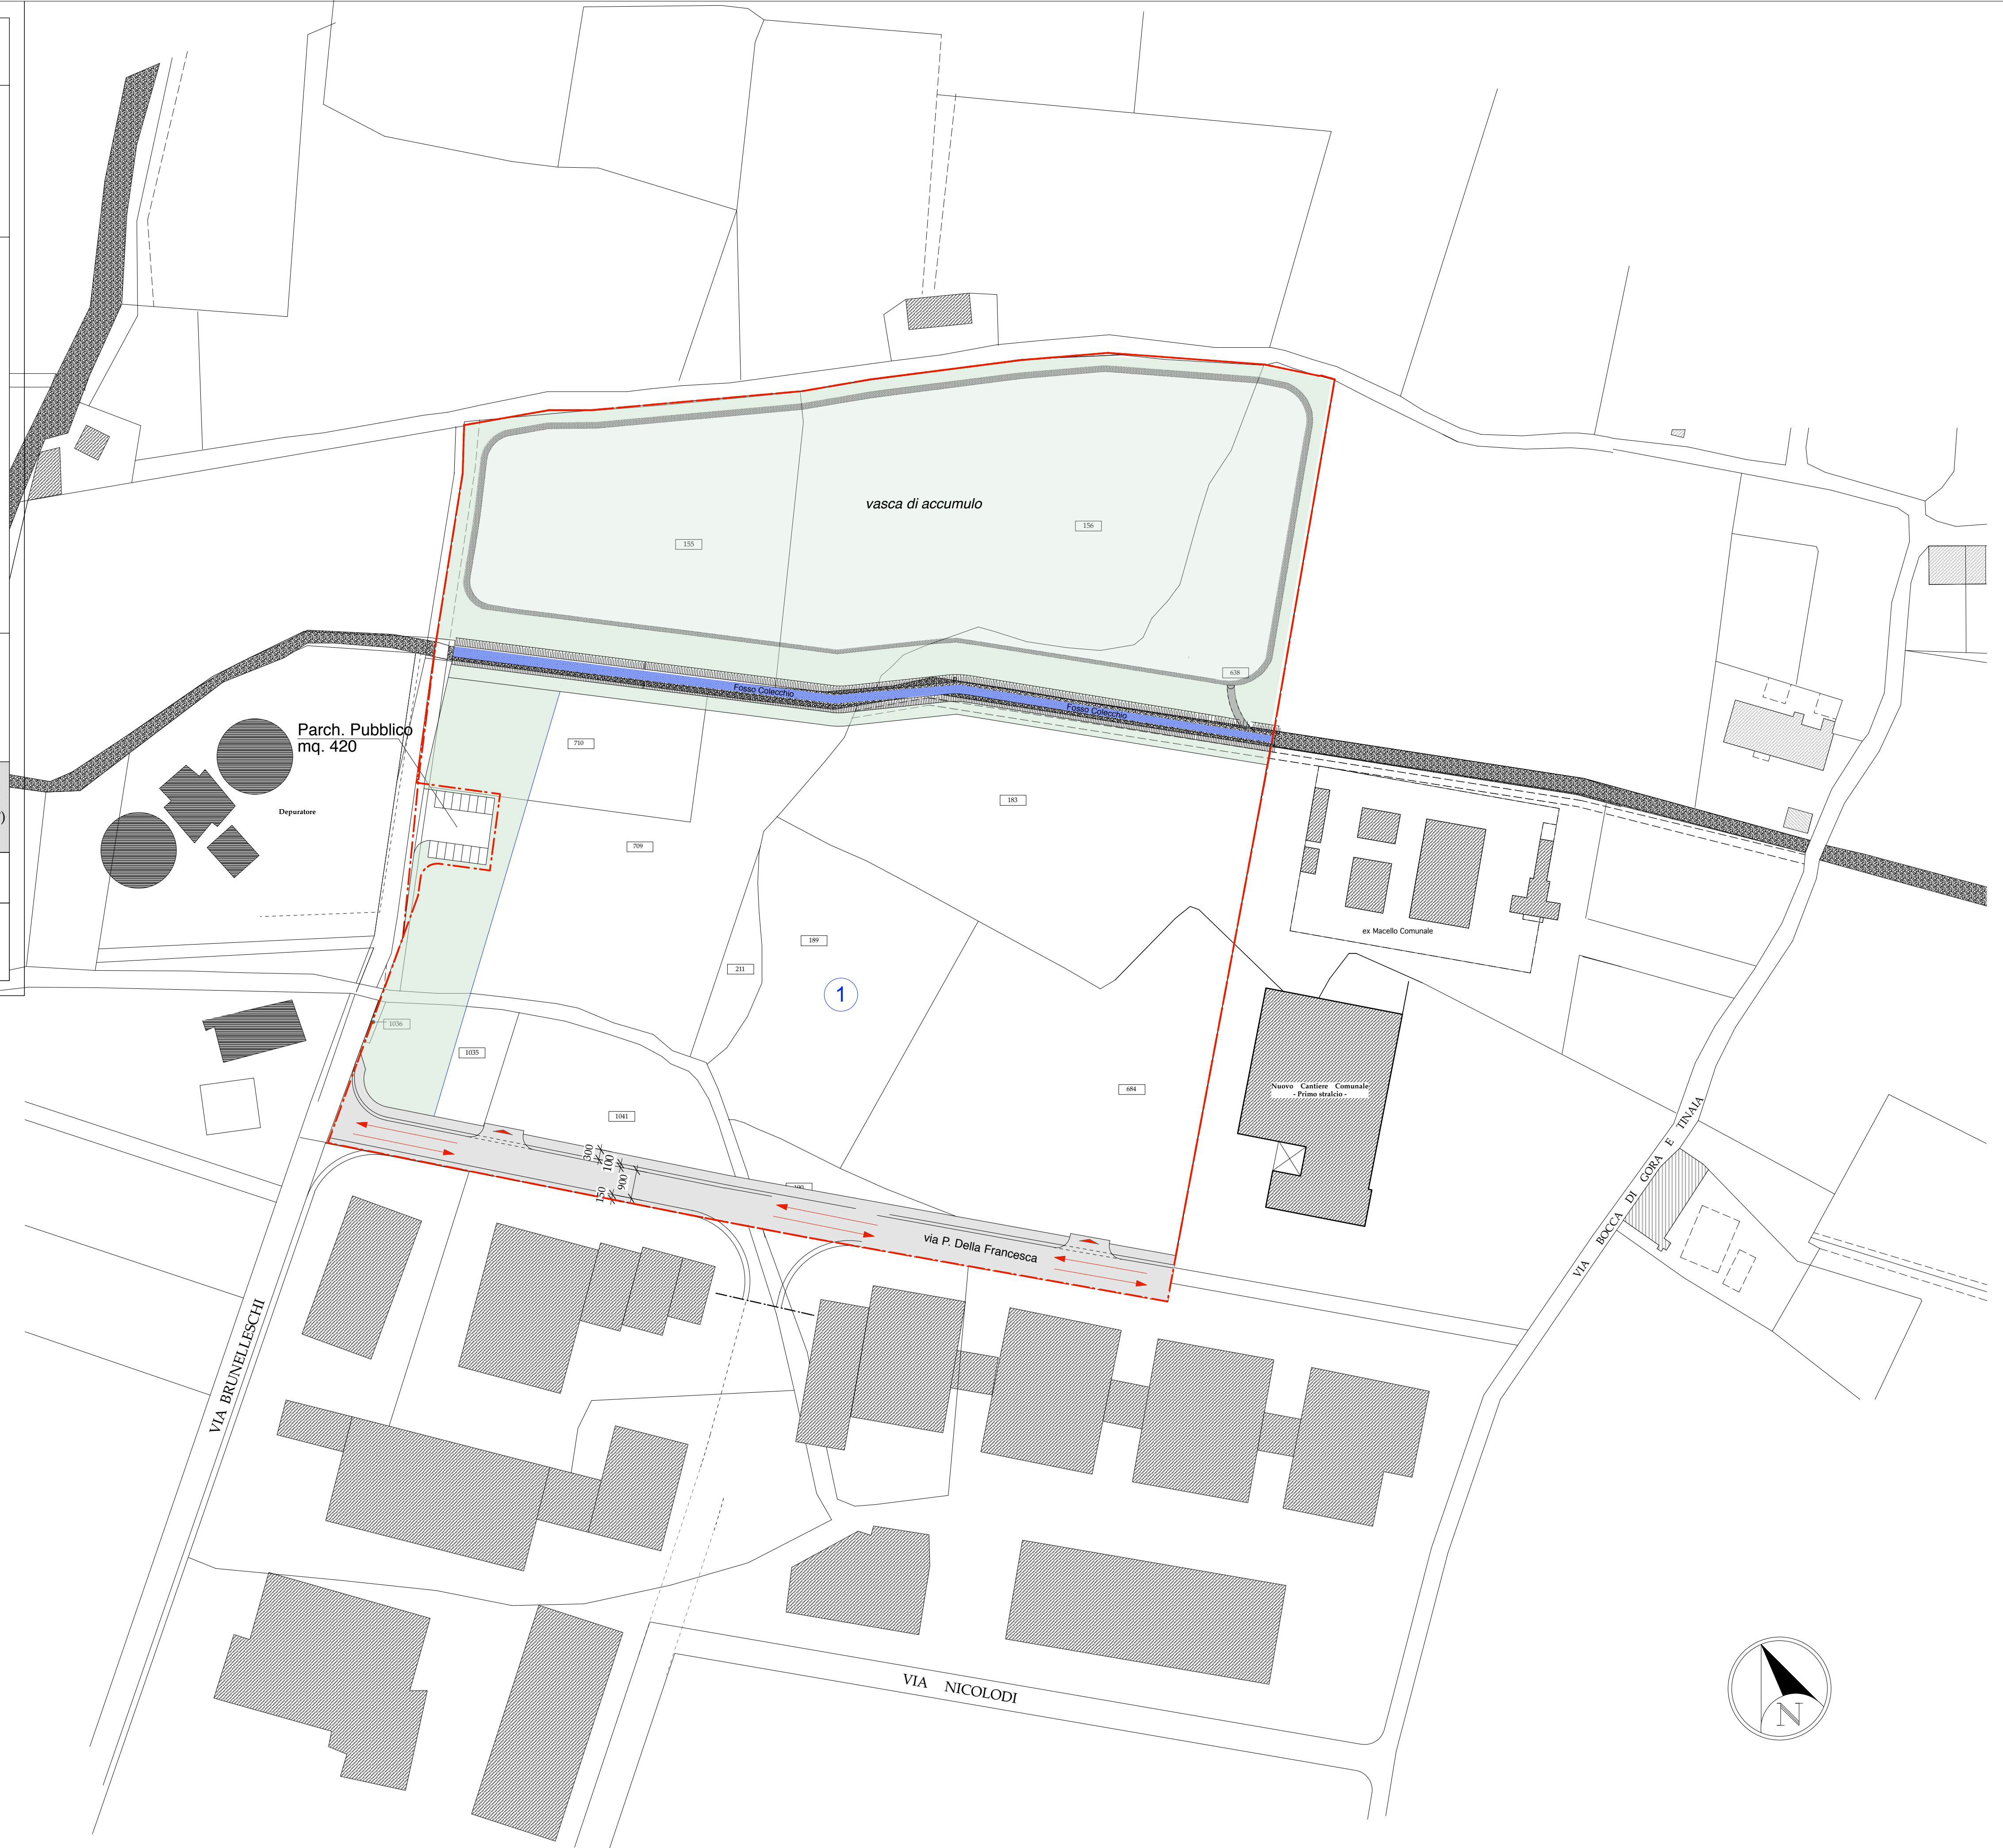 vasca di accumulo
156
155
638
Fosso Colecchio
Fosso Colecchio
Parch. Pubblico
mq. 420
710
183
Depuratore
709
ex Macello Comunale
189
211
1
1036
1035
684
Nuovo Cantiere Comunale
- Primo stralcio -
1041
300
100
900
150
via P. Della Francesca
VIA BOCCA DI GORA E TINAIA
VIA BRUNELLESCHI
VIA NICOLODI
N